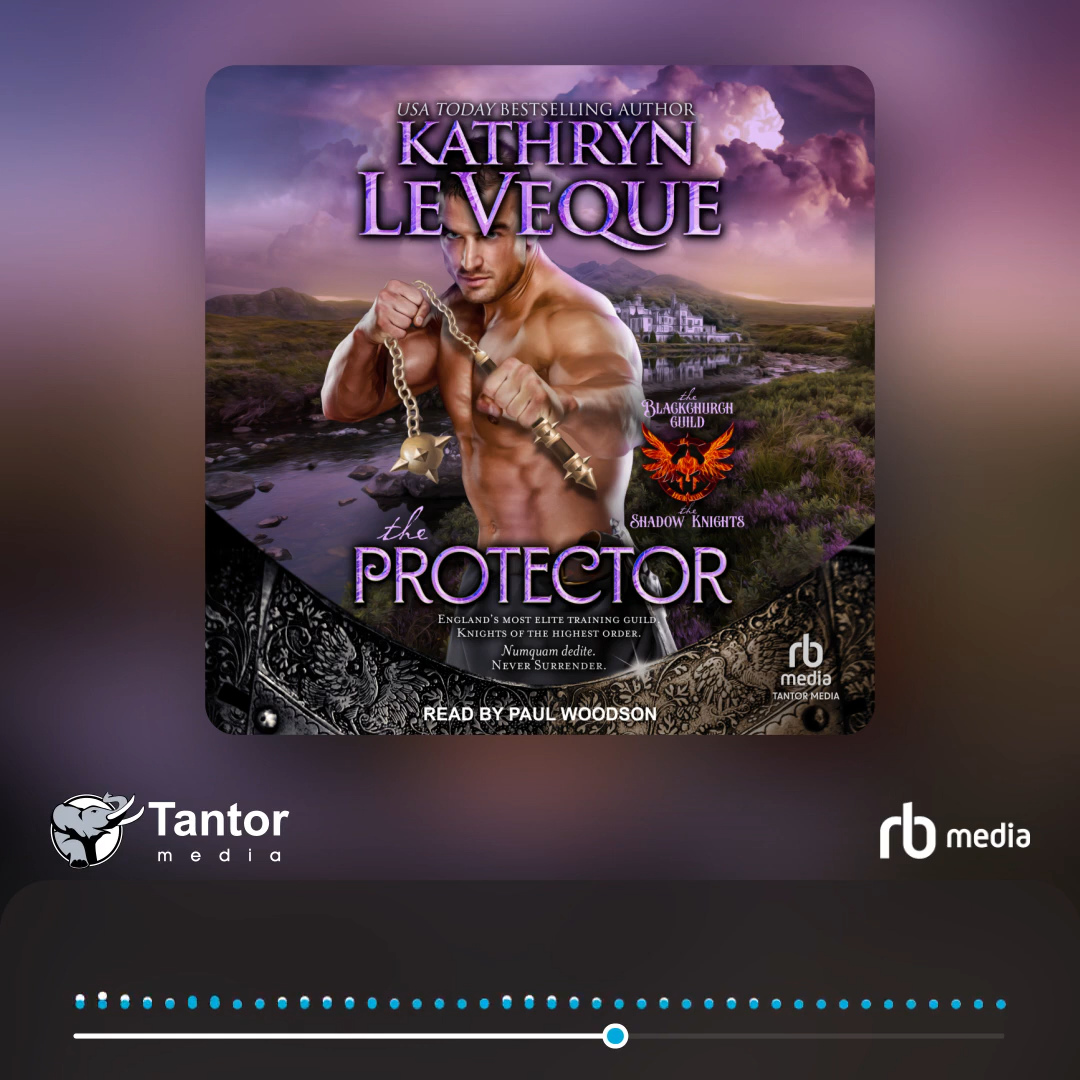 USA TODAY BESTSELLING AUTHOR
KATHRYN
LE VEQUE
the
BLACKCHURCH
GUILD
the
SHADOW KNIGHTS
the
PROTECTOR
ENGLAND'S MOST ELITE TRAINING GUILD.
KNIGHTS OF THE HIGHEST ORDER.
Numquam dedite.
NEVER SURRENDER.
rb
media
TANTOR MEDIA
READ BY PAUL WOODSON
Tantor
media
rb media